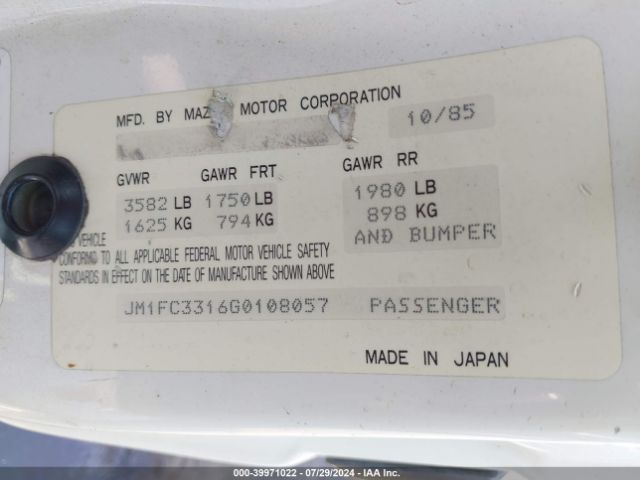 MFD. BY MAZ MOTOR CORPORATION
10/85
GVWR GAWR FRT GAWR RR
3582 LB 1750 LB 1980 LB
1625 KG 794 KG 898 KG
VEHICLE AND BUMPER
CONFORMS TO ALL APPLICABLE FEDERAL MOTOR VEHICLE SAFETY
STANDARDS IN EFFECT ON THE DATE OF MANUFACTURE SHOWN ABOVE
JM1FC3316G0108057 PASSENGER
MADE IN JAPAN
000-39971022 - 07/29/2024 - IAA Inc.